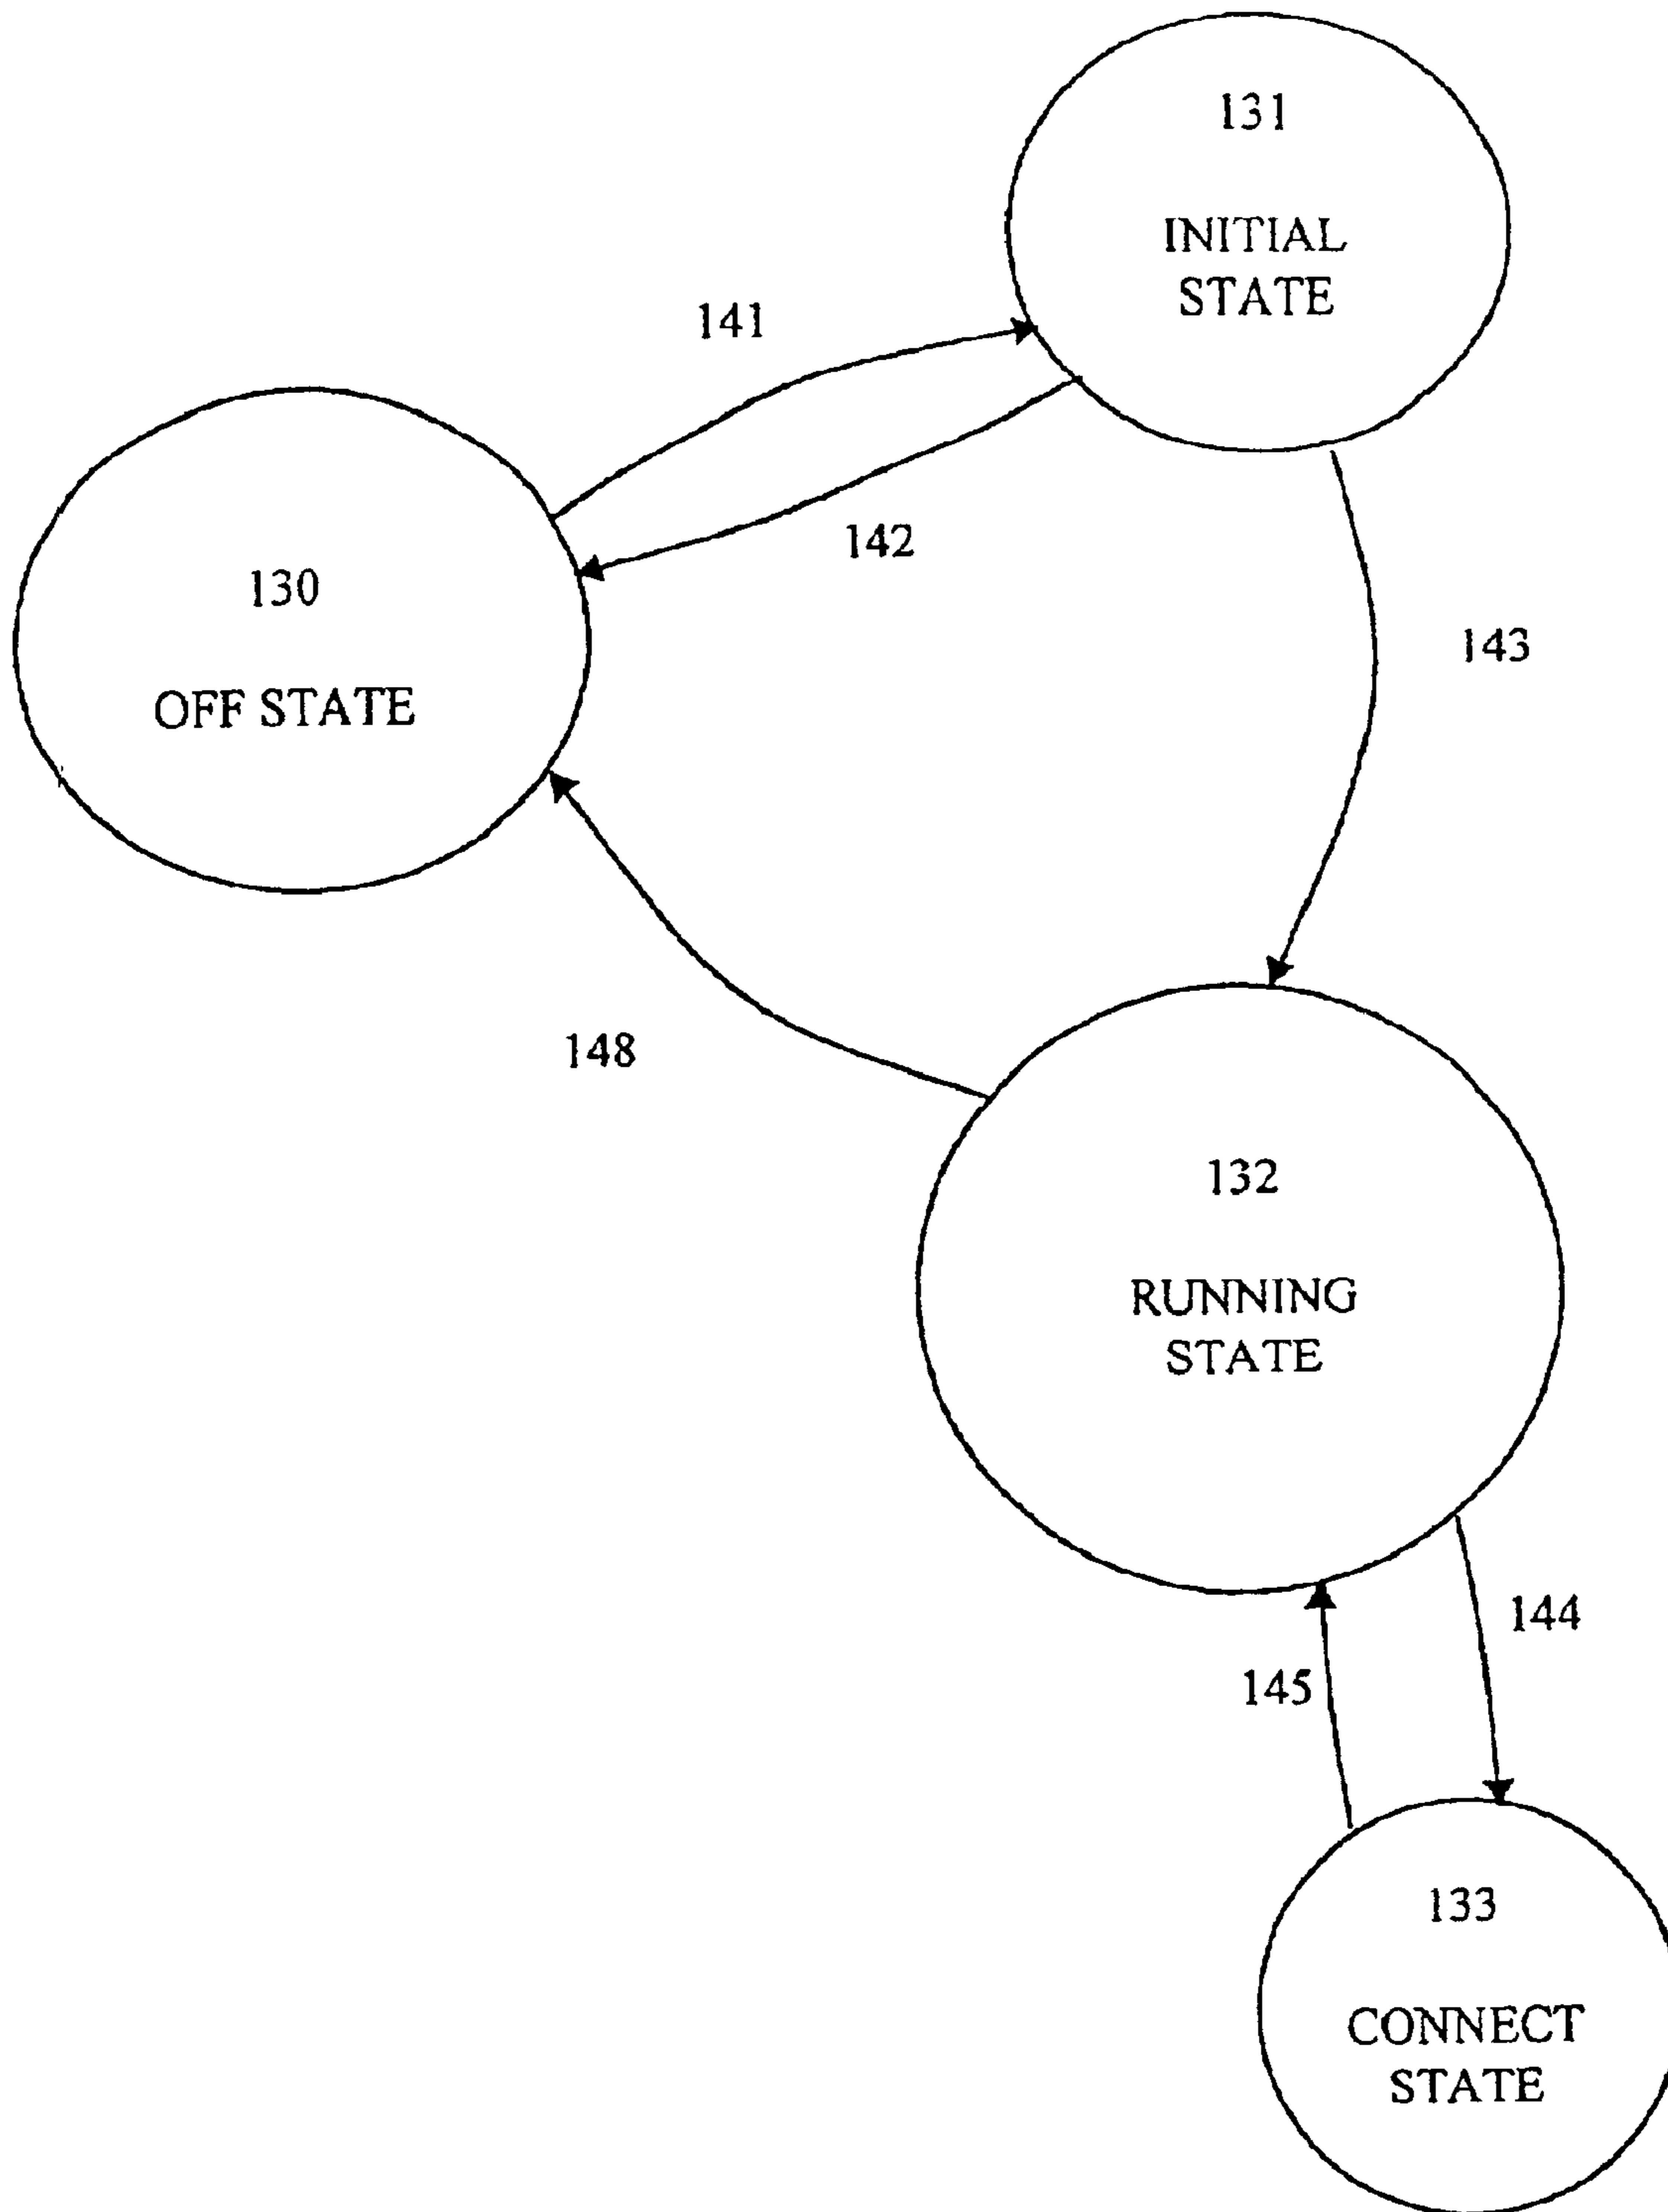 131
INITIAL
STATE
141
142
130
OFF STATE
143
148
132
RUNNING
STATE
144
145
133
CONNECT
STATE